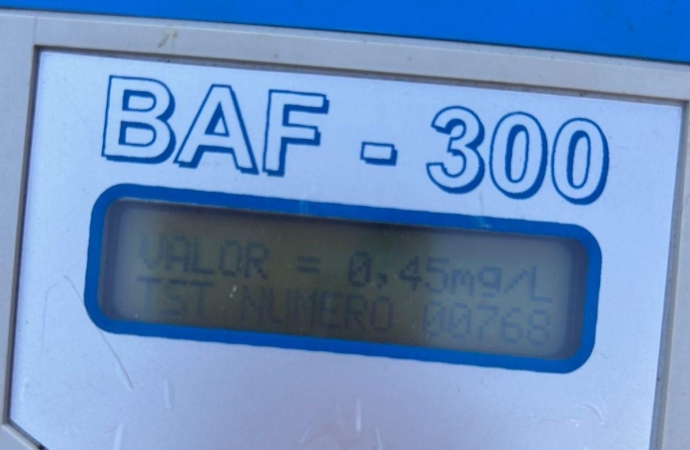 BAF - 300
VALOR = 0,45mg/L
TST NUMERO 00768